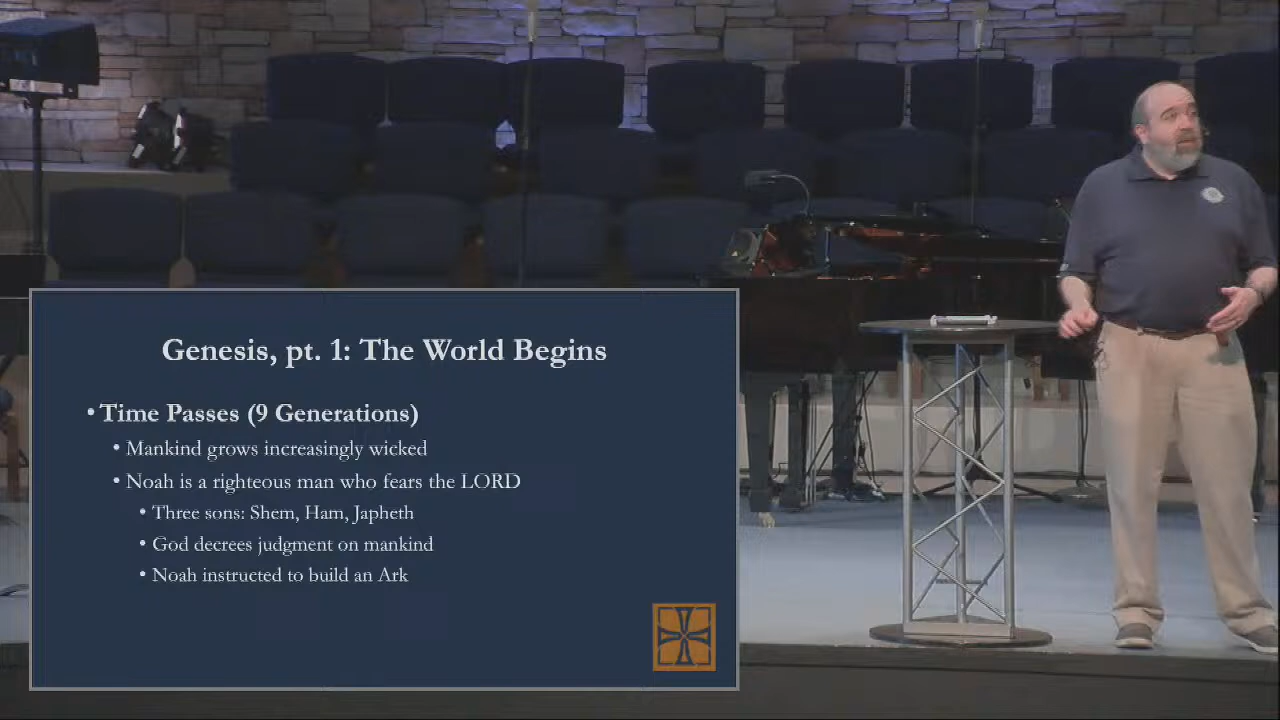 Genesis, pt. 1: The World Begins
• Time Passes (9 Generations)
• Mankind grows increasingly wicked
• Noah is a righteous man who fears the LORD
• Three sons: Shem, Ham, Japheth
• God decrees judgment on mankind
• Noah instructed to build an Ark